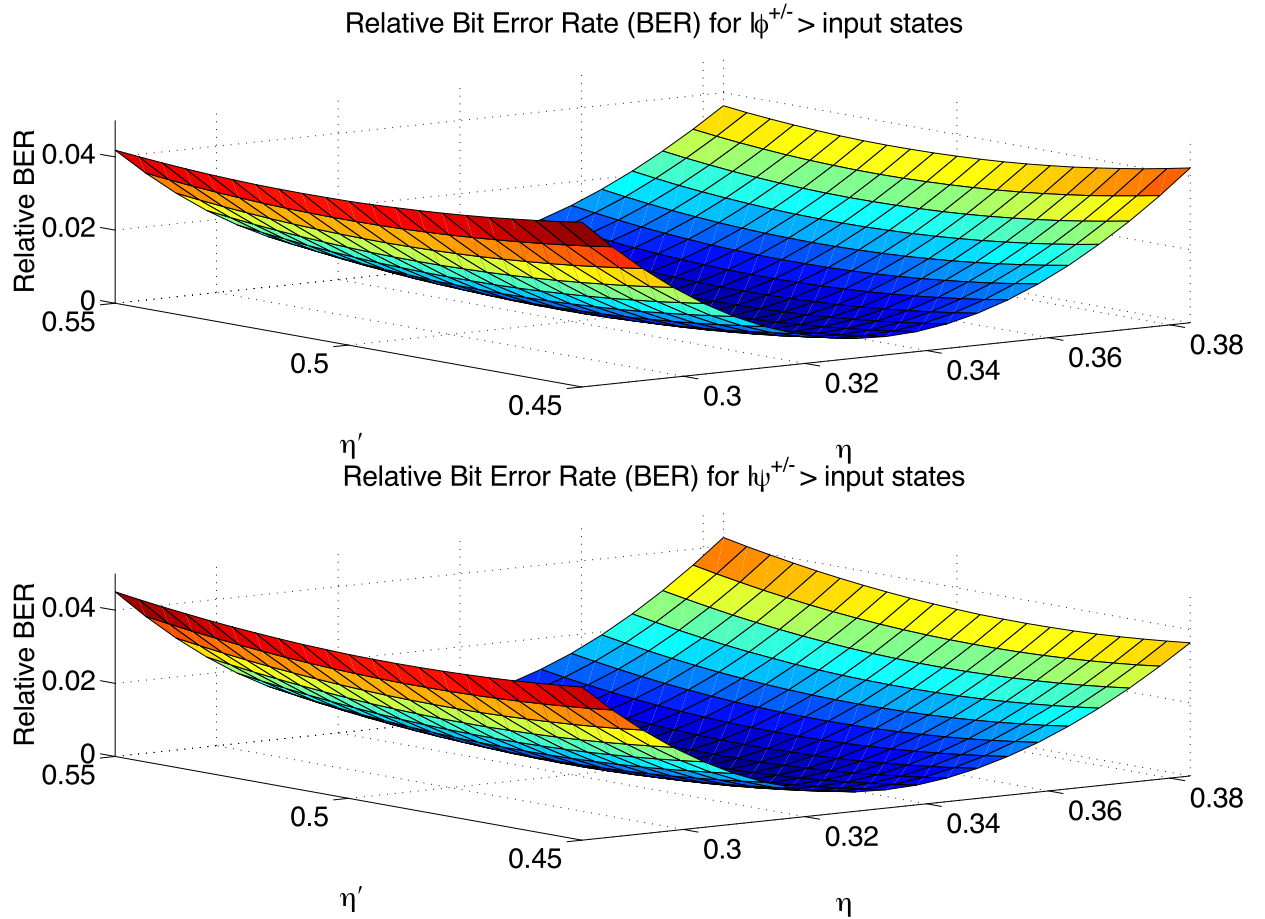 Relative Bit Error Rate (BER) for |ϕ+/- > input states
Relative BER
0.04
0.02
0
0.55
0.5
0.45
0.3
0.32
0.34
0.36
0.38
η′
η
Relative Bit Error Rate (BER) for |ψ+/- > input states
Relative BER
0.04
0.02
0
0.55
0.5
0.45
0.3
0.32
0.34
0.36
0.38
η′
η